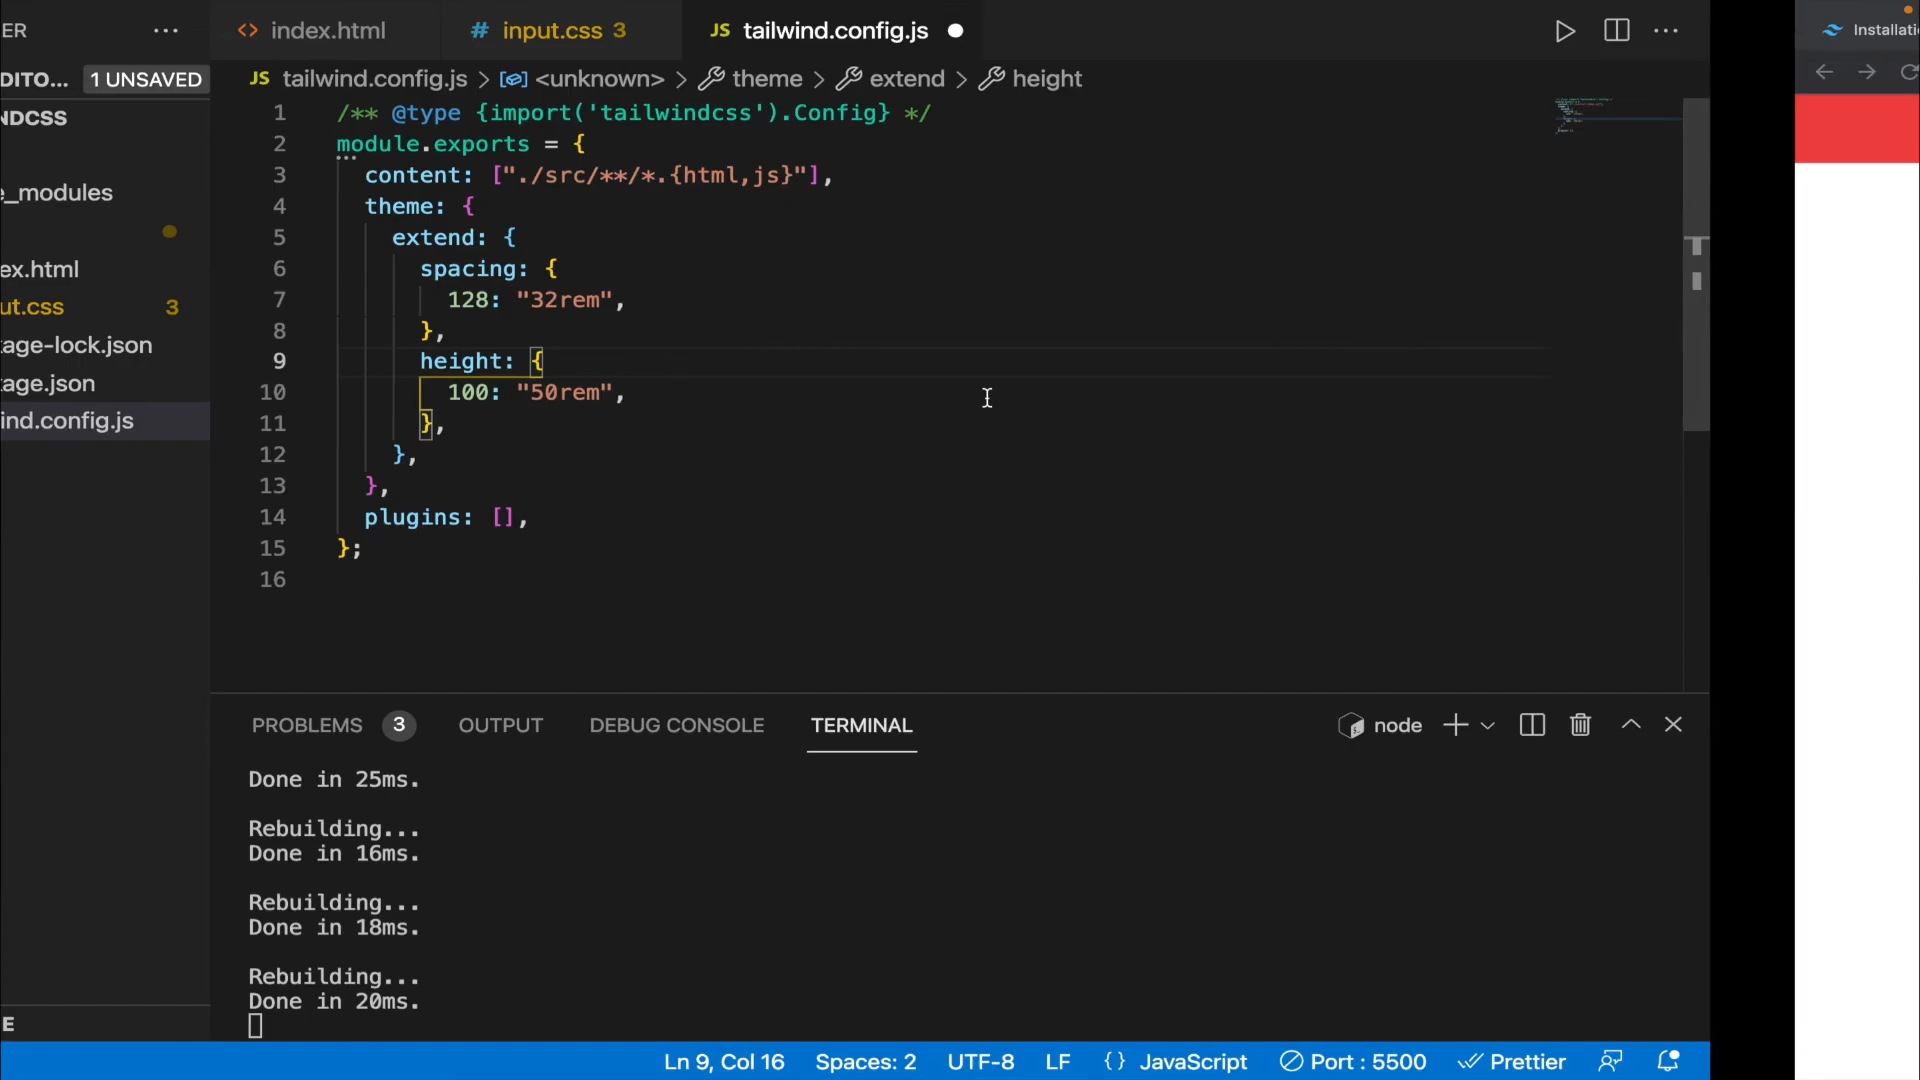 ER ...
index.html
# input.css 3
JS tailwind.config.js
Installati
DITO... 1 UNSAVED
JS tailwind.config.js > <unknown> > theme > extend > height
NDCSS
e_modules
ex.html
ut.css 3
kage-lock.json
kage.json
ind.config.js
E
1 /** @type {import('tailwindcss').Config} */
2 module.exports = {
3 content: ["./src/**/*.{html,js}"],
4 theme: {
5 extend: {
6 spacing: {
7 128: "32rem",
8 },
9 height: {
10 100: "50rem",
11 },
12 },
13 },
14 plugins: [],
15 };
16
PROBLEMS 3 OUTPUT DEBUG CONSOLE TERMINAL node
Done in 25ms.
Rebuilding...
Done in 16ms.
Rebuilding...
Done in 18ms.
Rebuilding...
Done in 20ms.
Ln 9, Col 16 Spaces: 2 UTF-8 LF {} JavaScript Port : 5500 Prettier